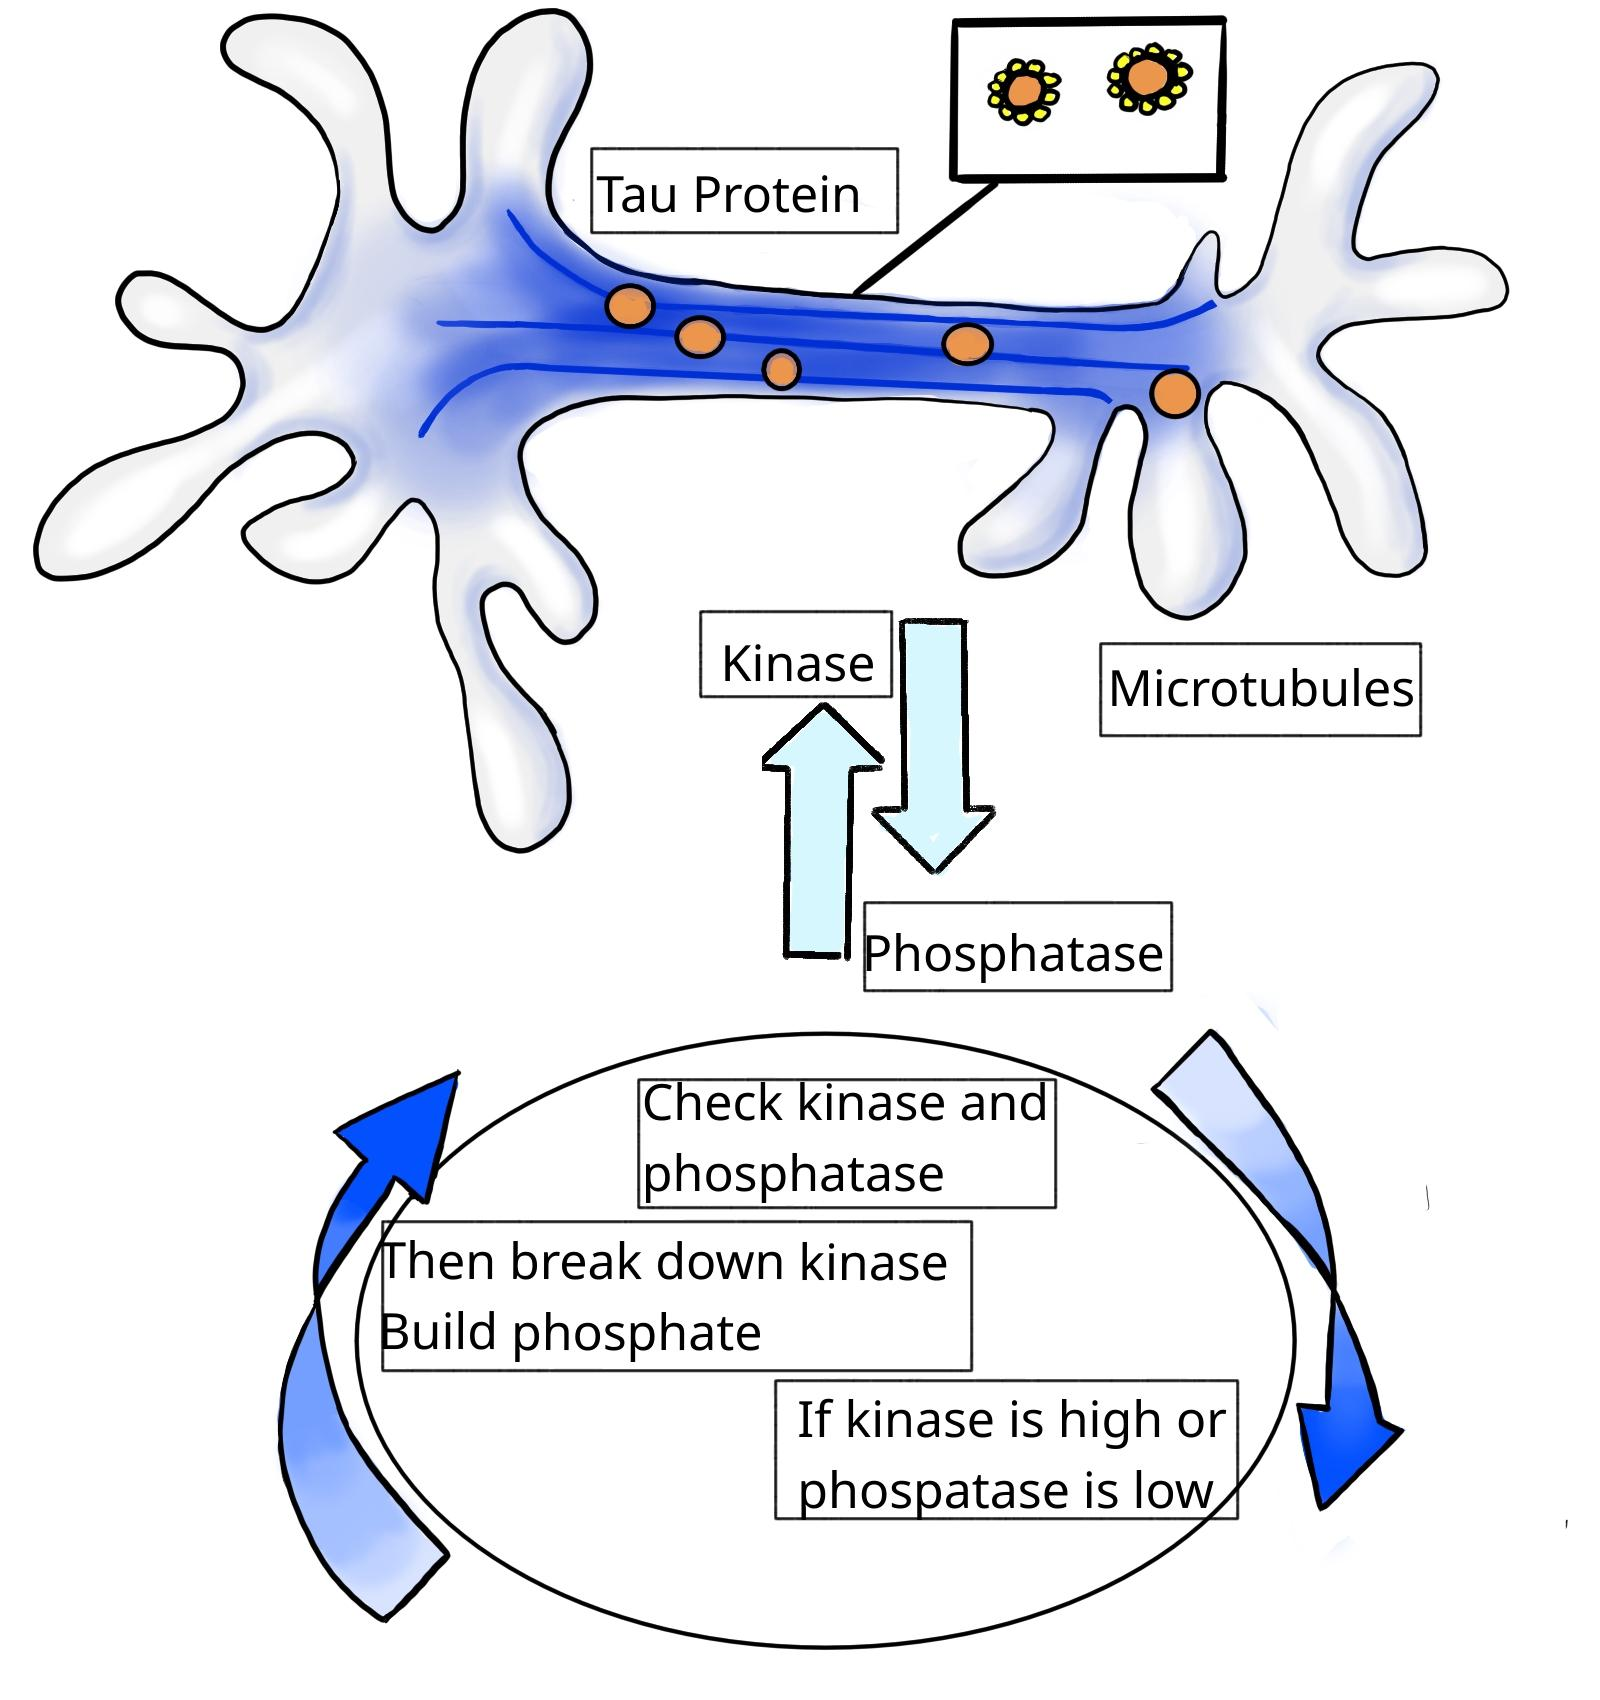 Tau Protein
Kinase
Microtubules
Phosphatase
Check kinase and
phosphatase
Then break down kinase
Build phosphate
If kinase is high or
phospatase is low